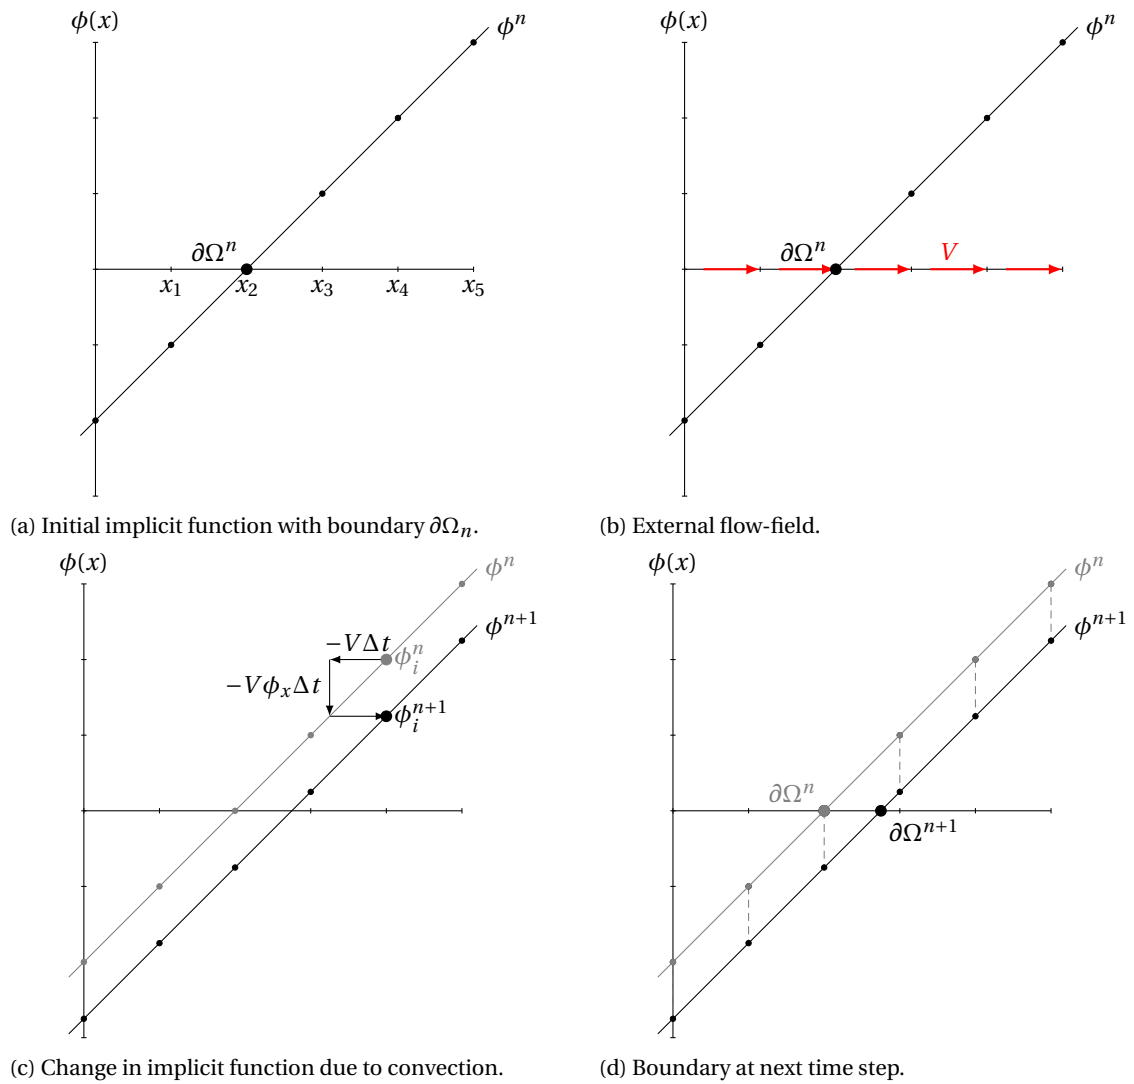 ϕ(x)
ϕⁿ
∂Ωⁿ
x₁ x₂ x₃ x₄ x₅
(a) Initial implicit function with boundary ∂Ωₙ.
ϕⁿ
∂Ωⁿ
V
(b) External flow-field.
ϕ(x)
ϕⁿ
ϕⁿ⁺¹
−VΔt
ϕᵢⁿ
−VϕₓΔt
ϕᵢⁿ⁺¹
(c) Change in implicit function due to convection.
ϕ(x)
ϕⁿ
ϕⁿ⁺¹
∂Ωⁿ
∂Ωⁿ⁺¹
(d) Boundary at next time step.